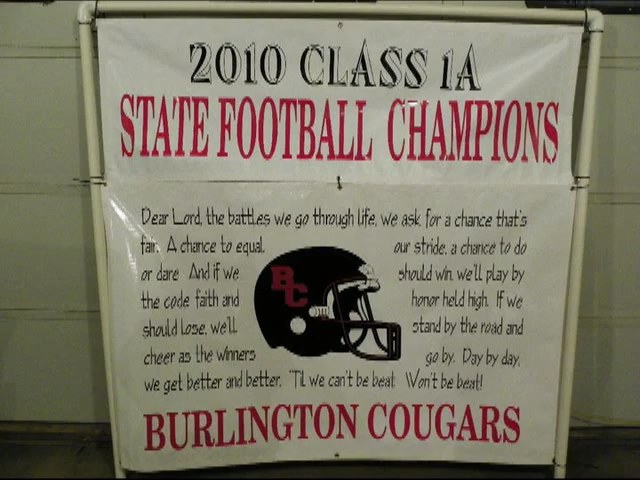 2010 CLASS 1A
STATE FOOTBALL CHAMPIONS
Dear Lord, the battles we go through life, we ask for a chance that's
fair. A chance to equal our stride, a chance to do
or dare. And if we should win, we'll play by
the code faith and honor held high. If we
should lose, we'll stand by the road and
cheer as the winners go by. Day by day,
we get better and better. 'Til we can't be beat. Won't be beat!
BC
BURLINGTON COUGARS